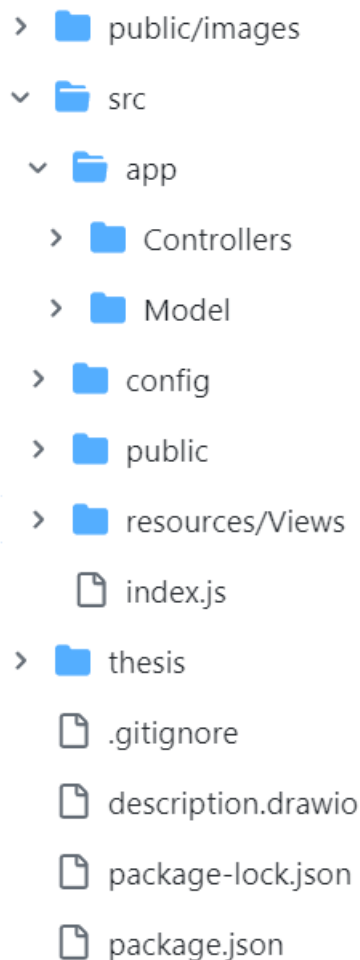 public/images
src
app
Controllers
Model
config
public
resources/Views
index.js
thesis
.gitignore
description.drawio
package-lock.json
package.json